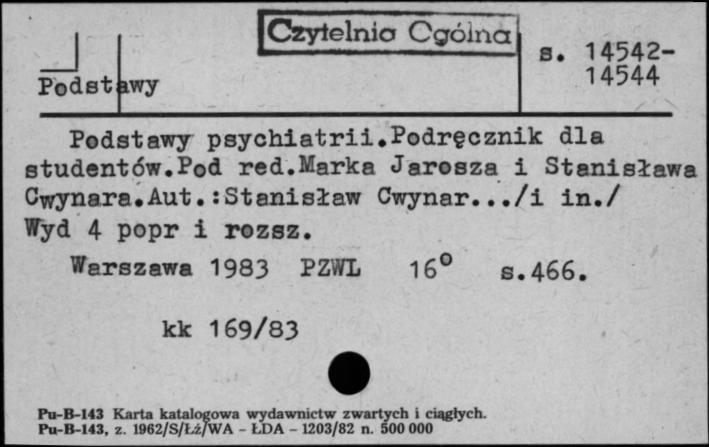 Czytelnia Ogólna
s. 14542-
14544
Podstawy
Podstawy psychiatrii.Podręcznik dla
studentów.Pod red.Marka Jarosza i Stanisława
Cwynara.Aut.:Stanisław Cwynar.../i in./
Wyd 4 popr i rozsz.
Warszawa 1983 PZWL 16° s.466.
kk 169/83
Pu-B-143 Karta katalogowa wydawnictw zwartych i ciągłych.
Pu-B-143, z. 1962/S/Łż/WA - ŁDA - 1203/82 n. 500 000